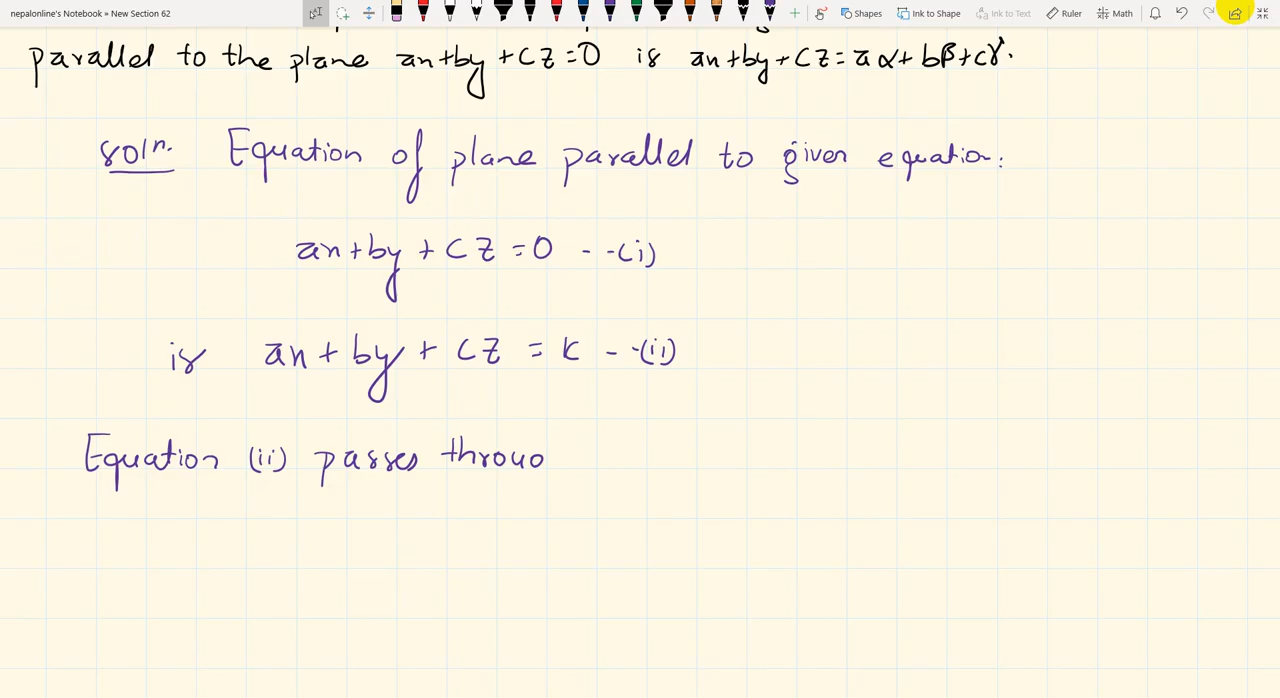 nepalonline's Notebook » New Section 62
Shapes Ink to Shape Ink to Text Ruler Math
parallel to the plane ax+by+cz=0 is ax+by+cz=aα+bβ+cγ.
soln. Equation of plane parallel to given equation:
ax+by+cz=0 --(i)
is ax+by+cz=k --(ii)
Equation (ii) passes throuo